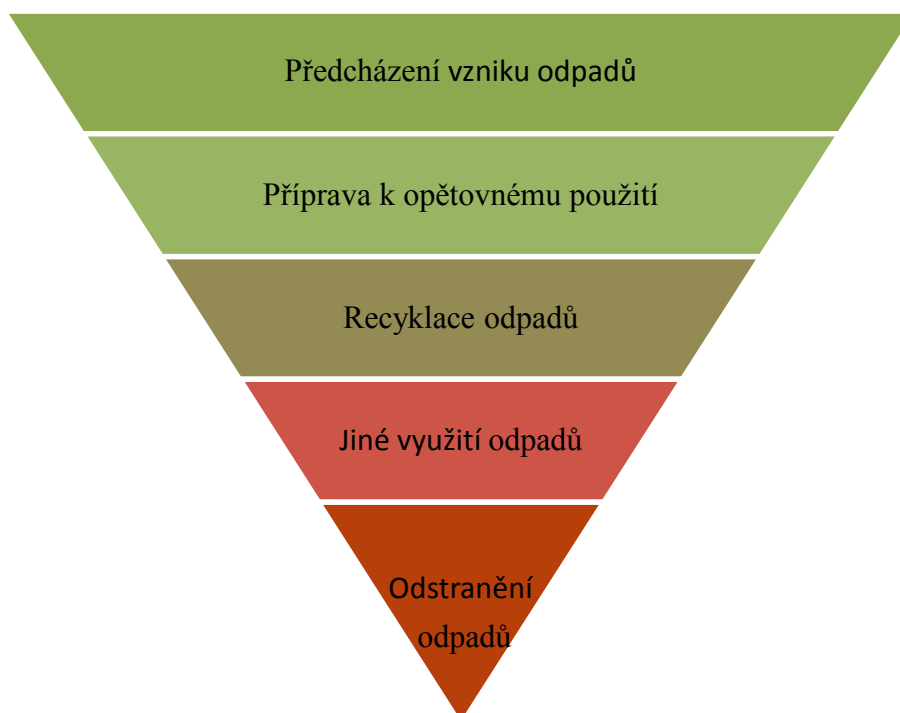 Předcházení vzniku odpadů
Příprava k opětovnému použití
Recyklace odpadů
Jiné využití odpadů
Odstranění
odpadů